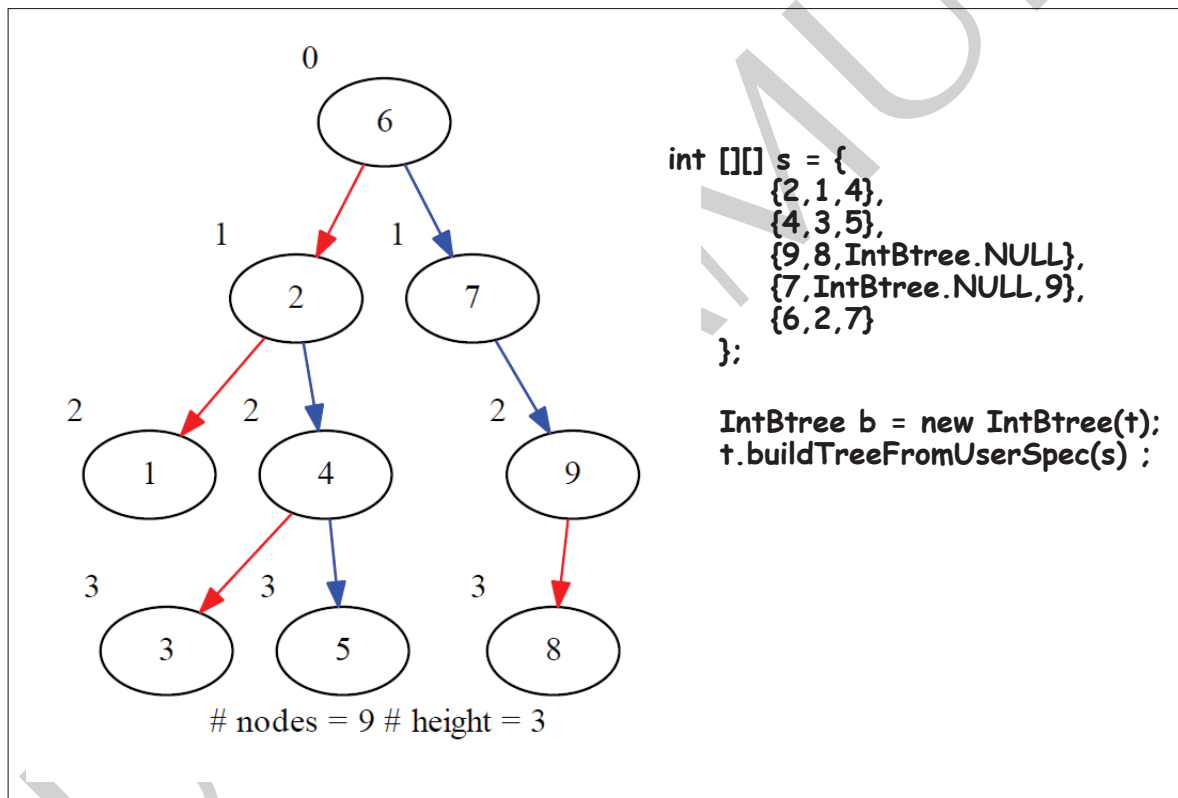 0
6
1 1
2 7
2 2 2
1 4 9
3 3 3
3 5 8
# nodes = 9 # height = 3
int [][] s = {
{2,1,4},
{4,3,5},
{9,8,IntBtree.NULL},
{7,IntBtree.NULL,9},
{6,2,7}
};
IntBtree b = new IntBtree(t);
t.buildTreeFromUserSpec(s) ;